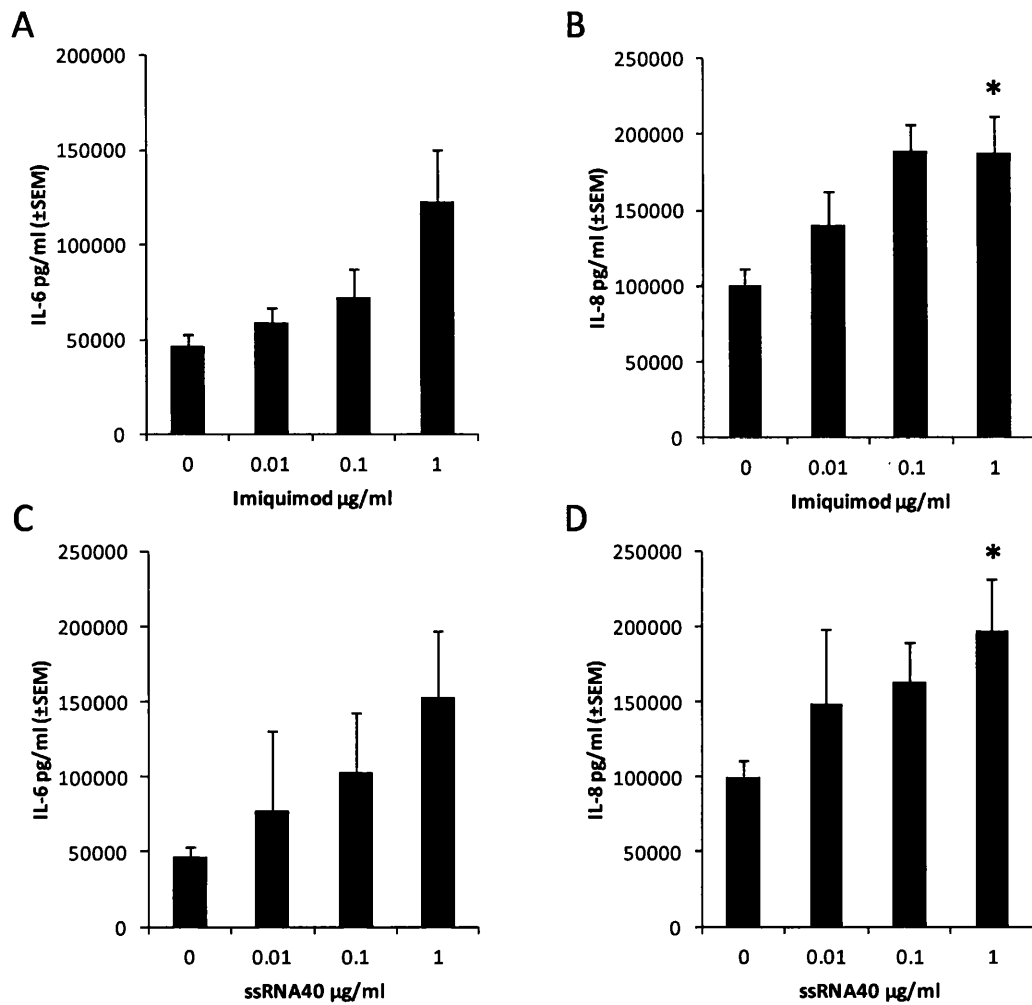 A
200000
150000
100000
50000
0
IL-6 pg/ml (±SEM)
0 0.01 0.1 1
Imiquimod µg/ml
B
250000
200000
150000
100000
50000
0
IL-8 pg/ml (±SEM)
*
0 0.01 0.1 1
Imiquimod µg/ml
C
250000
200000
150000
100000
50000
0
IL-6 pg/ml (±SEM)
0 0.01 0.1 1
ssRNA40 µg/ml
D
250000
200000
150000
100000
50000
0
IL-8 pg/ml (±SEM)
*
0 0.01 0.1 1
ssRNA40 µg/ml